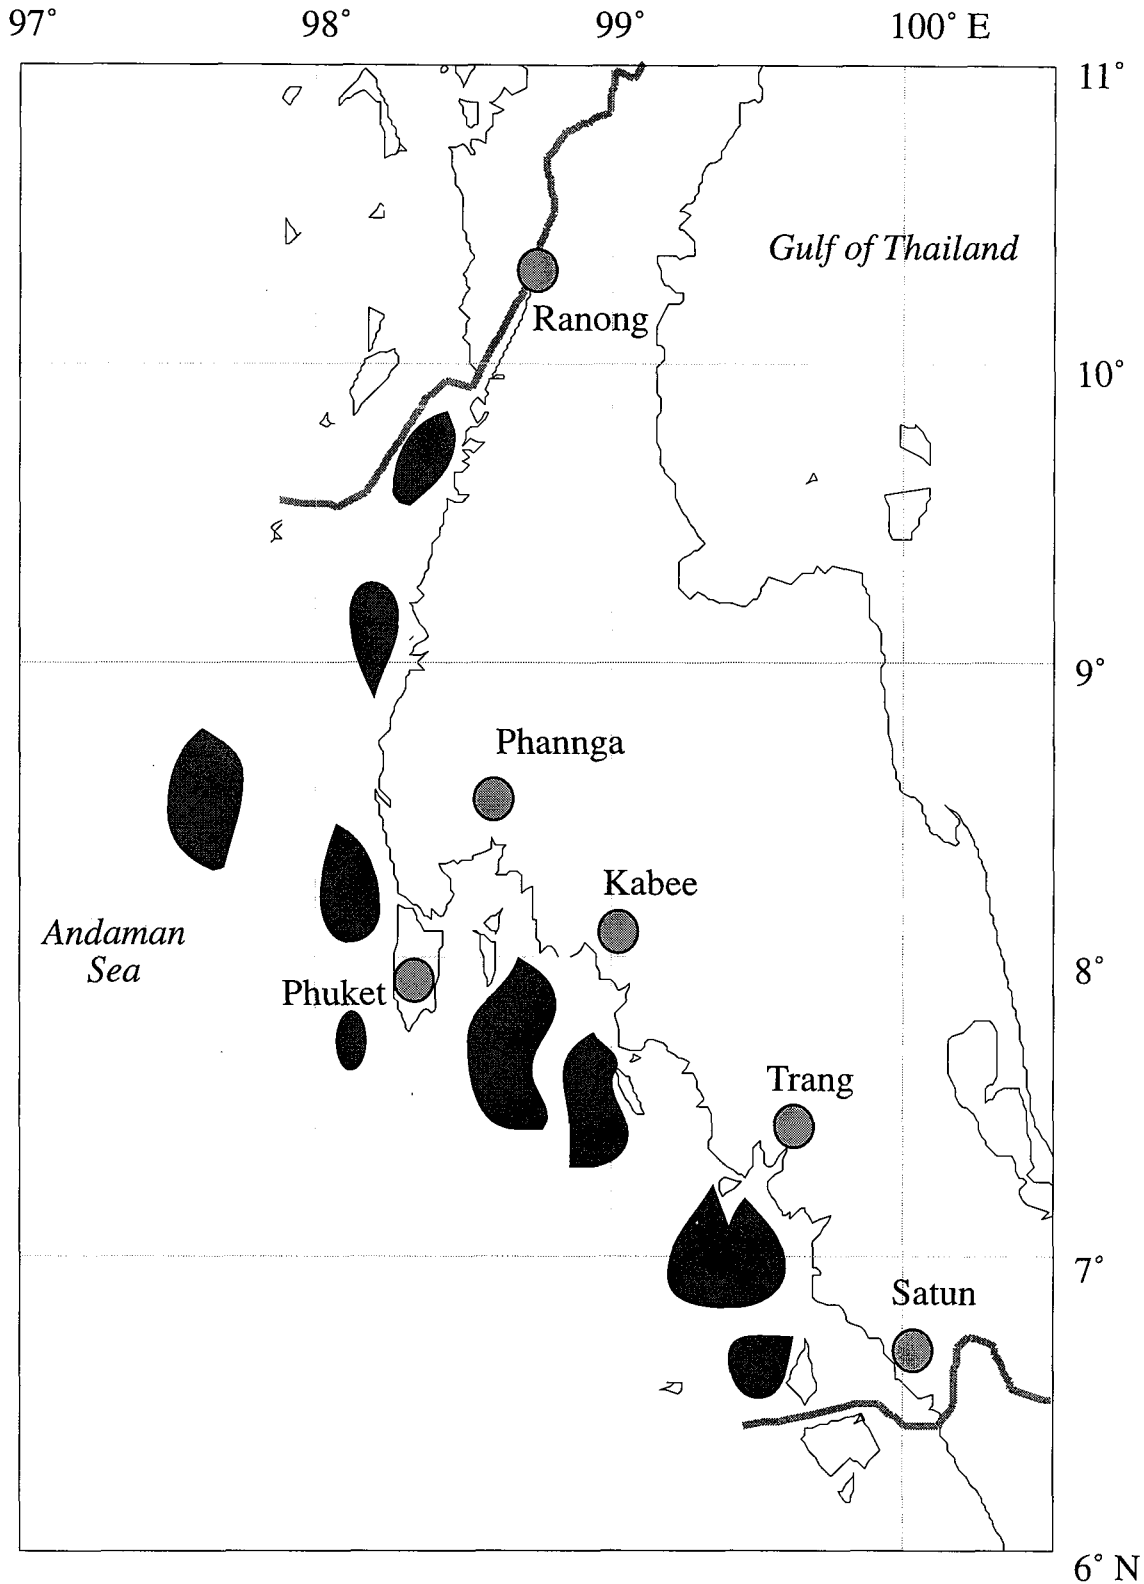 97° 98° 99° 100° E
11°
Gulf of Thailand
Ranong
10°
9°
Phannga
Kabee
Andaman
Sea
8°
Phuket
Trang
7°
Satun
6° N